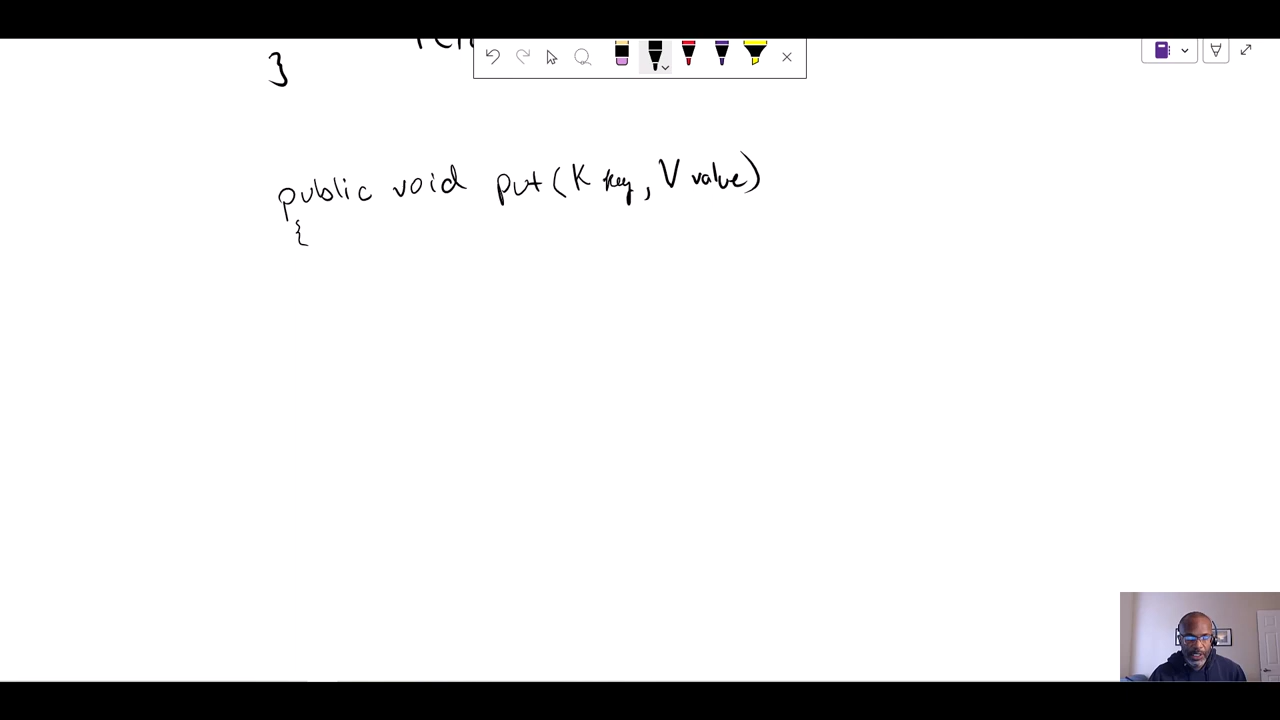 }
public void put(K key, V value)
{